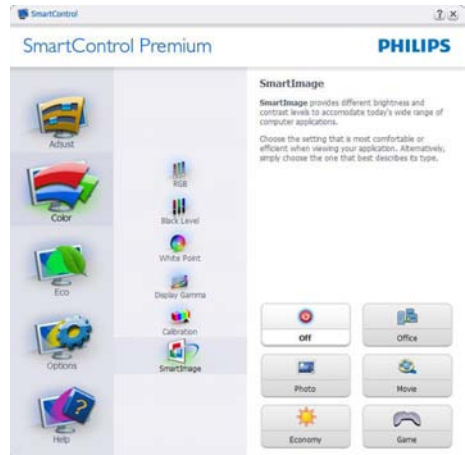 SmartControl
SmartControl Premium
PHILIPS
Adjust
Color
Eco
Options
Help
RGB
Black Level
White Point
Display Gamma
Calibration
SmartImage
SmartImage
SmartImage provides different brightness and
contrast levels to accomodate today's wide range of
computer applications.
Choose the setting that is most comfortable or
efficient when viewing your application. Alternatively,
simply choose the one that best describes its type.
Off
Office
Photo
Movie
Economy
Game